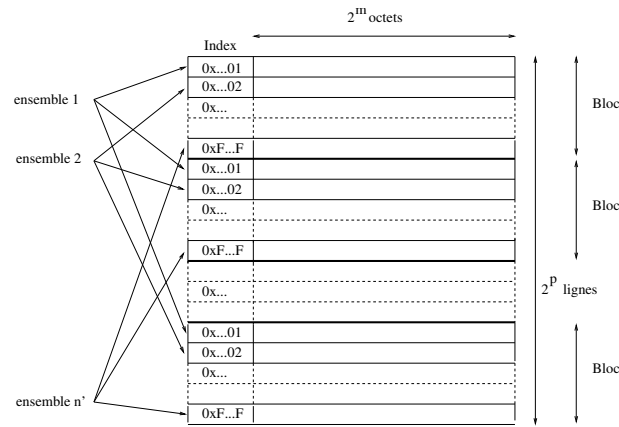 2^m octets
Index
0x...01
0x...02
0x...
0xF...F
0x...01
0x...02
0x...
0xF...F
0x...
0x...01
0x...02
0x...
0xF...F
ensemble 1
ensemble 2
ensemble n'
Bloc
Bloc
2^p lignes
Bloc